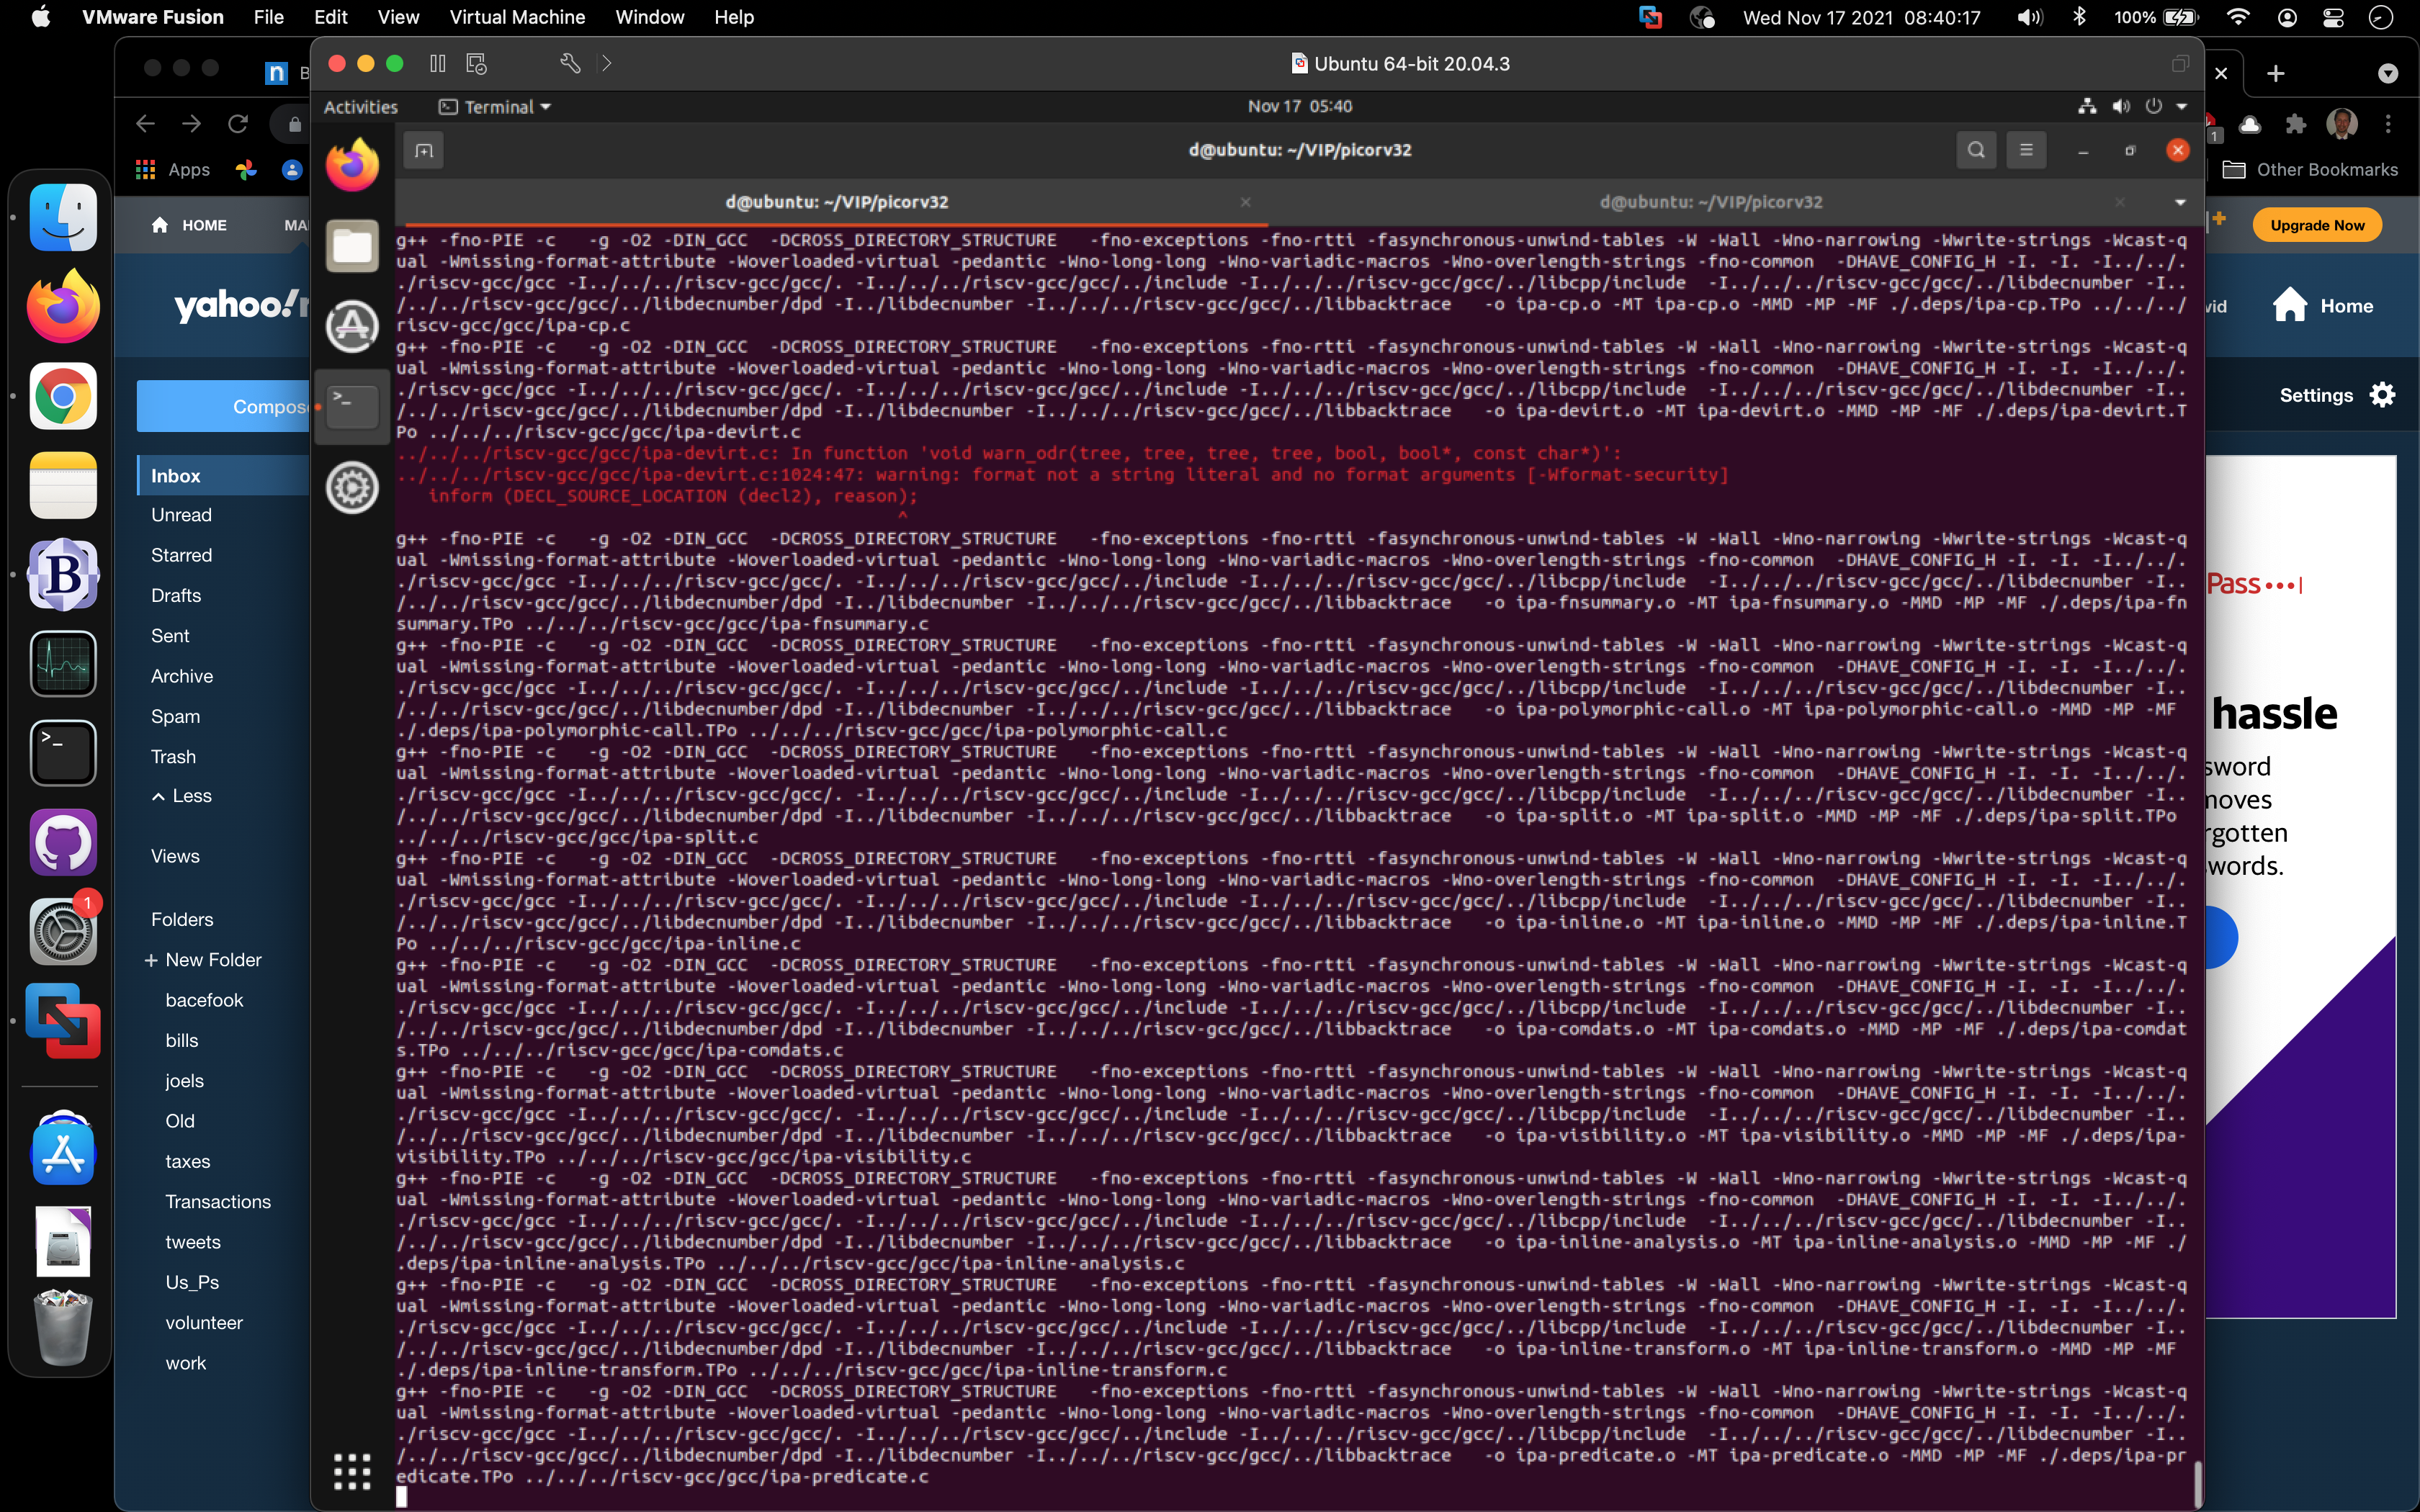 VMware Fusion File Edit View Virtual Machine Window Help
Wed Nov 17 2021 08:40:17
100%
Ubuntu 64-bit 20.04.3
Activities
Terminal
Nov 17 05:40
d@ubuntu: ~/VIP/picorv32
d@ubuntu: ~/VIP/picorv32
d@ubuntu: ~/VIP/picorv32
g++ -fno-PIE -c   -g -O2 -DIN_GCC  -DCROSS_DIRECTORY_STRUCTURE   -fno-exceptions -fno-rtti -fasynchronous-unwind-tables -W -Wall -Wno-narrowing -Wwrite-strings -Wcast-q
ual -Wmissing-format-attribute -Woverloaded-virtual -pedantic -Wno-long-long -Wno-variadic-macros -Wno-overlength-strings -fno-common  -DHAVE_CONFIG_H -I. -I. -I../../.
./riscv-gcc/gcc -I../../../riscv-gcc/gcc/. -I../../../riscv-gcc/gcc/../include -I../../../riscv-gcc/gcc/../libcpp/include  -I../../../riscv-gcc/gcc/../libdecnumber -I..
/../../riscv-gcc/gcc/../libdecnumber/dpd -I../libdecnumber -I../../../riscv-gcc/gcc/../libbacktrace   -o ipa-cp.o -MT ipa-cp.o -MMD -MP -MF ./.deps/ipa-cp.TPo ../../../
riscv-gcc/gcc/ipa-cp.c
g++ -fno-PIE -c   -g -O2 -DIN_GCC  -DCROSS_DIRECTORY_STRUCTURE   -fno-exceptions -fno-rtti -fasynchronous-unwind-tables -W -Wall -Wno-narrowing -Wwrite-strings -Wcast-q
ual -Wmissing-format-attribute -Woverloaded-virtual -pedantic -Wno-long-long -Wno-variadic-macros -Wno-overlength-strings -fno-common  -DHAVE_CONFIG_H -I. -I. -I../../.
./riscv-gcc/gcc -I../../../riscv-gcc/gcc/. -I../../../riscv-gcc/gcc/../include -I../../../riscv-gcc/gcc/../libcpp/include  -I../../../riscv-gcc/gcc/../libdecnumber -I..
/../../riscv-gcc/gcc/../libdecnumber/dpd -I../libdecnumber -I../../../riscv-gcc/gcc/../libbacktrace   -o ipa-devirt.o -MT ipa-devirt.o -MMD -MP -MF ./.deps/ipa-devirt.T
Po ../../../riscv-gcc/gcc/ipa-devirt.c
../../../riscv-gcc/gcc/ipa-devirt.c: In function 'void warn_odr(tree, tree, tree, tree, bool, bool*, const char*)':
../../../riscv-gcc/gcc/ipa-devirt.c:1024:47: warning: format not a string literal and no format arguments [-Wformat-security]
   inform (DECL_SOURCE_LOCATION (decl2), reason);
^
g++ -fno-PIE -c   -g -O2 -DIN_GCC  -DCROSS_DIRECTORY_STRUCTURE   -fno-exceptions -fno-rtti -fasynchronous-unwind-tables -W -Wall -Wno-narrowing -Wwrite-strings -Wcast-q
ual -Wmissing-format-attribute -Woverloaded-virtual -pedantic -Wno-long-long -Wno-variadic-macros -Wno-overlength-strings -fno-common  -DHAVE_CONFIG_H -I. -I. -I../../.
./riscv-gcc/gcc -I../../../riscv-gcc/gcc/. -I../../../riscv-gcc/gcc/../include -I../../../riscv-gcc/gcc/../libcpp/include  -I../../../riscv-gcc/gcc/../libdecnumber -I..
/../../riscv-gcc/gcc/../libdecnumber/dpd -I../libdecnumber -I../../../riscv-gcc/gcc/../libbacktrace   -o ipa-fnsummary.o -MT ipa-fnsummary.o -MMD -MP -MF ./.deps/ipa-fn
summary.TPo ../../../riscv-gcc/gcc/ipa-fnsummary.c
g++ -fno-PIE -c   -g -O2 -DIN_GCC  -DCROSS_DIRECTORY_STRUCTURE   -fno-exceptions -fno-rtti -fasynchronous-unwind-tables -W -Wall -Wno-narrowing -Wwrite-strings -Wcast-q
ual -Wmissing-format-attribute -Woverloaded-virtual -pedantic -Wno-long-long -Wno-variadic-macros -Wno-overlength-strings -fno-common  -DHAVE_CONFIG_H -I. -I. -I../../.
./riscv-gcc/gcc -I../../../riscv-gcc/gcc/. -I../../../riscv-gcc/gcc/../include -I../../../riscv-gcc/gcc/../libcpp/include  -I../../../riscv-gcc/gcc/../libdecnumber -I..
/../../riscv-gcc/gcc/../libdecnumber/dpd -I../libdecnumber -I../../../riscv-gcc/gcc/../libbacktrace   -o ipa-polymorphic-call.o -MT ipa-polymorphic-call.o -MMD -MP -MF
./.deps/ipa-polymorphic-call.TPo ../../../riscv-gcc/gcc/ipa-polymorphic-call.c
g++ -fno-PIE -c   -g -O2 -DIN_GCC  -DCROSS_DIRECTORY_STRUCTURE   -fno-exceptions -fno-rtti -fasynchronous-unwind-tables -W -Wall -Wno-narrowing -Wwrite-strings -Wcast-q
ual -Wmissing-format-attribute -Woverloaded-virtual -pedantic -Wno-long-long -Wno-variadic-macros -Wno-overlength-strings -fno-common  -DHAVE_CONFIG_H -I. -I. -I../../.
./riscv-gcc/gcc -I../../../riscv-gcc/gcc/. -I../../../riscv-gcc/gcc/../include -I../../../riscv-gcc/gcc/../libcpp/include  -I../../../riscv-gcc/gcc/../libdecnumber -I..
/../../riscv-gcc/gcc/../libdecnumber/dpd -I../libdecnumber -I../../../riscv-gcc/gcc/../libbacktrace   -o ipa-split.o -MT ipa-split.o -MMD -MP -MF ./.deps/ipa-split.TPo
../../../riscv-gcc/gcc/ipa-split.c
g++ -fno-PIE -c   -g -O2 -DIN_GCC  -DCROSS_DIRECTORY_STRUCTURE   -fno-exceptions -fno-rtti -fasynchronous-unwind-tables -W -Wall -Wno-narrowing -Wwrite-strings -Wcast-q
ual -Wmissing-format-attribute -Woverloaded-virtual -pedantic -Wno-long-long -Wno-variadic-macros -Wno-overlength-strings -fno-common  -DHAVE_CONFIG_H -I. -I. -I../../.
./riscv-gcc/gcc -I../../../riscv-gcc/gcc/. -I../../../riscv-gcc/gcc/../include -I../../../riscv-gcc/gcc/../libcpp/include  -I../../../riscv-gcc/gcc/../libdecnumber -I..
/../../riscv-gcc/gcc/../libdecnumber/dpd -I../libdecnumber -I../../../riscv-gcc/gcc/../libbacktrace   -o ipa-inline.o -MT ipa-inline.o -MMD -MP -MF ./.deps/ipa-inline.T
Po ../../../riscv-gcc/gcc/ipa-inline.c
g++ -fno-PIE -c   -g -O2 -DIN_GCC  -DCROSS_DIRECTORY_STRUCTURE   -fno-exceptions -fno-rtti -fasynchronous-unwind-tables -W -Wall -Wno-narrowing -Wwrite-strings -Wcast-q
ual -Wmissing-format-attribute -Woverloaded-virtual -pedantic -Wno-long-long -Wno-variadic-macros -Wno-overlength-strings -fno-common  -DHAVE_CONFIG_H -I. -I. -I../../.
./riscv-gcc/gcc -I../../../riscv-gcc/gcc/. -I../../../riscv-gcc/gcc/../include -I../../../riscv-gcc/gcc/../libcpp/include  -I../../../riscv-gcc/gcc/../libdecnumber -I..
/../../riscv-gcc/gcc/../libdecnumber/dpd -I../libdecnumber -I../../../riscv-gcc/gcc/../libbacktrace   -o ipa-comdats.o -MT ipa-comdats.o -MMD -MP -MF ./.deps/ipa-comdat
s.TPo ../../../riscv-gcc/gcc/ipa-comdats.c
g++ -fno-PIE -c   -g -O2 -DIN_GCC  -DCROSS_DIRECTORY_STRUCTURE   -fno-exceptions -fno-rtti -fasynchronous-unwind-tables -W -Wall -Wno-narrowing -Wwrite-strings -Wcast-q
ual -Wmissing-format-attribute -Woverloaded-virtual -pedantic -Wno-long-long -Wno-variadic-macros -Wno-overlength-strings -fno-common  -DHAVE_CONFIG_H -I. -I. -I../../.
./riscv-gcc/gcc -I../../../riscv-gcc/gcc/. -I../../../riscv-gcc/gcc/../include -I../../../riscv-gcc/gcc/../libcpp/include  -I../../../riscv-gcc/gcc/../libdecnumber -I..
/../../riscv-gcc/gcc/../libdecnumber/dpd -I../libdecnumber -I../../../riscv-gcc/gcc/../libbacktrace   -o ipa-visibility.o -MT ipa-visibility.o -MMD -MP -MF ./.deps/ipa-
visibility.TPo ../../../riscv-gcc/gcc/ipa-visibility.c
g++ -fno-PIE -c   -g -O2 -DIN_GCC  -DCROSS_DIRECTORY_STRUCTURE   -fno-exceptions -fno-rtti -fasynchronous-unwind-tables -W -Wall -Wno-narrowing -Wwrite-strings -Wcast-q
ual -Wmissing-format-attribute -Woverloaded-virtual -pedantic -Wno-long-long -Wno-variadic-macros -Wno-overlength-strings -fno-common  -DHAVE_CONFIG_H -I. -I. -I../../.
./riscv-gcc/gcc -I../../../riscv-gcc/gcc/. -I../../../riscv-gcc/gcc/../include -I../../../riscv-gcc/gcc/../libcpp/include  -I../../../riscv-gcc/gcc/../libdecnumber -I..
/../../riscv-gcc/gcc/../libdecnumber/dpd -I../libdecnumber -I../../../riscv-gcc/gcc/../libbacktrace   -o ipa-inline-analysis.o -MT ipa-inline-analysis.o -MMD -MP -MF ./
.deps/ipa-inline-analysis.TPo ../../../riscv-gcc/gcc/ipa-inline-analysis.c
g++ -fno-PIE -c   -g -O2 -DIN_GCC  -DCROSS_DIRECTORY_STRUCTURE   -fno-exceptions -fno-rtti -fasynchronous-unwind-tables -W -Wall -Wno-narrowing -Wwrite-strings -Wcast-q
ual -Wmissing-format-attribute -Woverloaded-virtual -pedantic -Wno-long-long -Wno-variadic-macros -Wno-overlength-strings -fno-common  -DHAVE_CONFIG_H -I. -I. -I../../.
./riscv-gcc/gcc -I../../../riscv-gcc/gcc/. -I../../../riscv-gcc/gcc/../include -I../../../riscv-gcc/gcc/../libcpp/include  -I../../../riscv-gcc/gcc/../libdecnumber -I..
/../../riscv-gcc/gcc/../libdecnumber/dpd -I../libdecnumber -I../../../riscv-gcc/gcc/../libbacktrace   -o ipa-inline-transform.o -MT ipa-inline-transform.o -MMD -MP -MF
./.deps/ipa-inline-transform.TPo ../../../riscv-gcc/gcc/ipa-inline-transform.c
g++ -fno-PIE -c   -g -O2 -DIN_GCC  -DCROSS_DIRECTORY_STRUCTURE   -fno-exceptions -fno-rtti -fasynchronous-unwind-tables -W -Wall -Wno-narrowing -Wwrite-strings -Wcast-q
ual -Wmissing-format-attribute -Woverloaded-virtual -pedantic -Wno-long-long -Wno-variadic-macros -Wno-overlength-strings -fno-common  -DHAVE_CONFIG_H -I. -I. -I../../.
./riscv-gcc/gcc -I../../../riscv-gcc/gcc/. -I../../../riscv-gcc/gcc/../include -I../../../riscv-gcc/gcc/../libcpp/include  -I../../../riscv-gcc/gcc/../libdecnumber -I..
/../../riscv-gcc/gcc/../libdecnumber/dpd -I../libdecnumber -I../../../riscv-gcc/gcc/../libbacktrace   -o ipa-predicate.o -MT ipa-predicate.o -MMD -MP -MF ./.deps/ipa-pr
edicate.TPo ../../../riscv-gcc/gcc/ipa-predicate.c
n B
Apps
HOME MA
yahoo!
Compos
Inbox
Unread
Starred
Drafts
Sent
Archive
Spam
Trash
Less
Views
Folders
+ New Folder
bacefook
bills
joels
Old
taxes
Transactions
tweets
Us_Ps
volunteer
work
B
>_
1
1
Other Bookmarks
Upgrade Now
vid Home
Settings
Pass
hassle
sword
moves
rgotten
words.